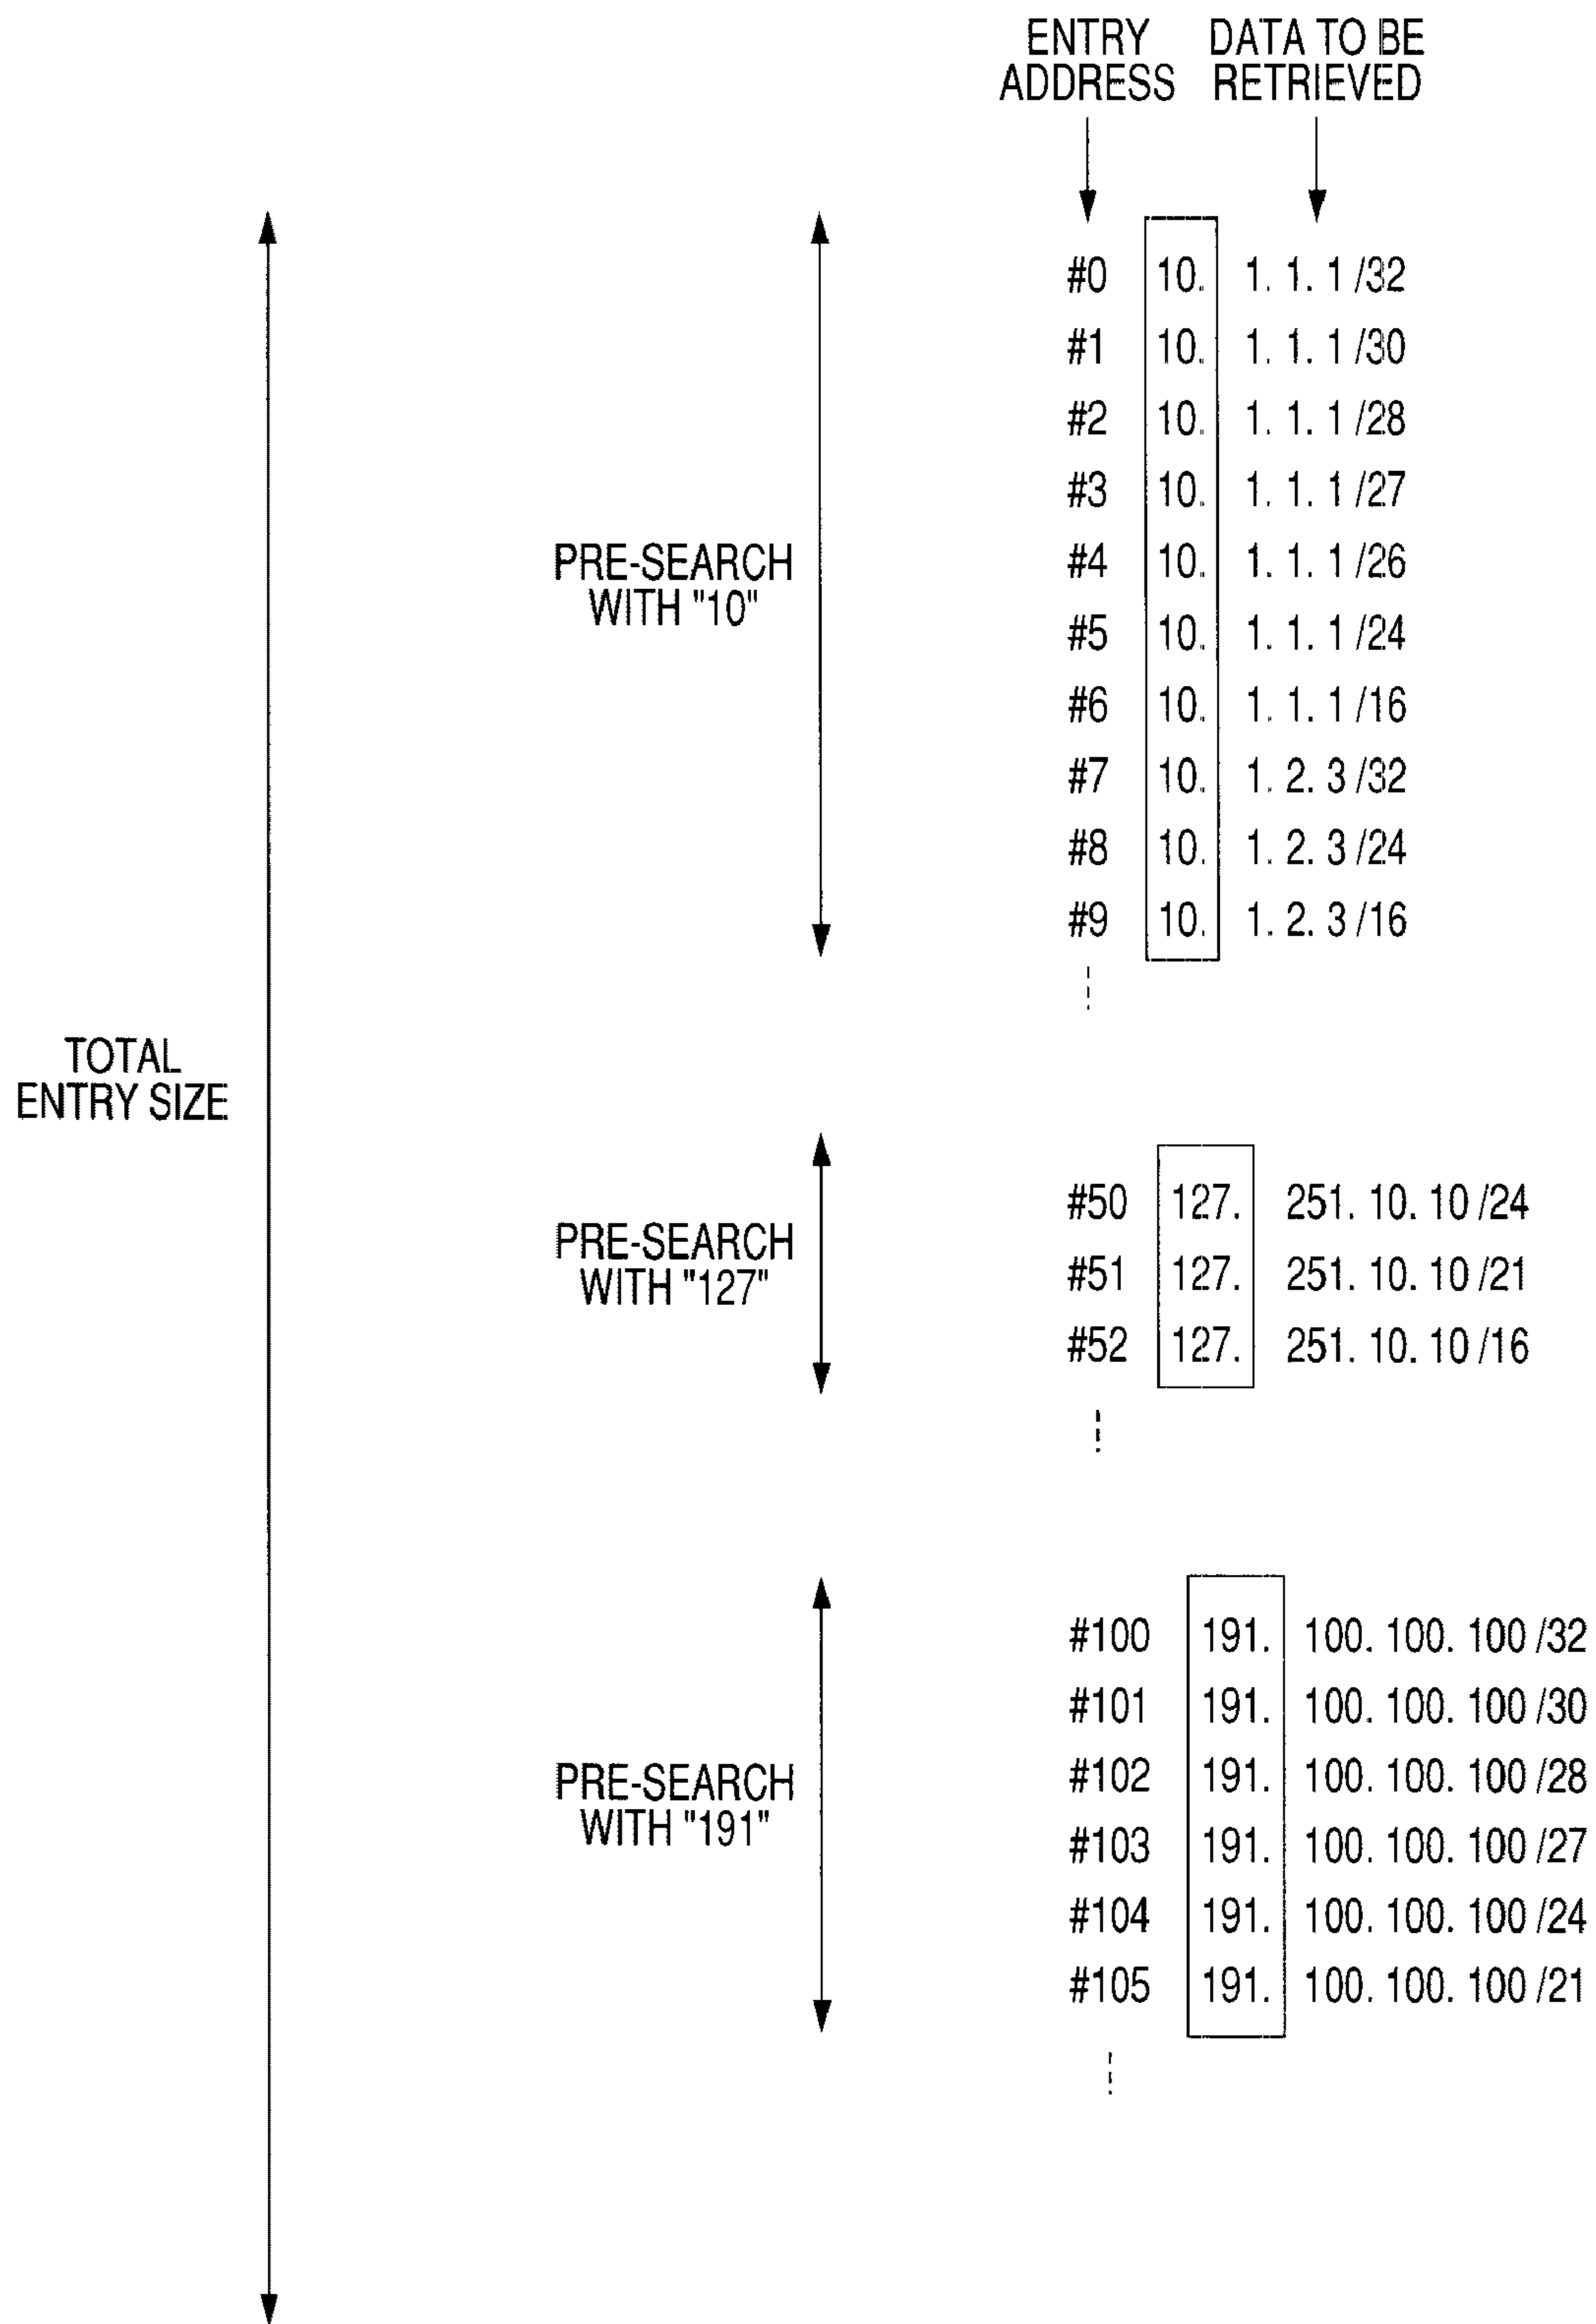 ENTRY ADDRESS
DATA TO BE RETRIEVED
#0 10. 1. 1. 1 /32
#1 10. 1. 1. 1 /30
#2 10. 1. 1. 1 /28
#3 10. 1. 1. 1 /27
PRE-SEARCH WITH "10"
#4 10. 1. 1. 1 /26
#5 10. 1. 1. 1 /24
#6 10. 1. 1. 1 /16
#7 10. 1. 2. 3 /32
#8 10. 1. 2. 3 /24
#9 10. 1. 2. 3 /16
TOTAL ENTRY SIZE
#50 127. 251. 10. 10 /24
PRE-SEARCH WITH "127"
#51 127. 251. 10. 10 /21
#52 127. 251. 10. 10 /16
#100 191. 100. 100. 100 /32
#101 191. 100. 100. 100 /30
PRE-SEARCH WITH "191"
#102 191. 100. 100. 100 /28
#103 191. 100. 100. 100 /27
#104 191. 100. 100. 100 /24
#105 191. 100. 100. 100 /21